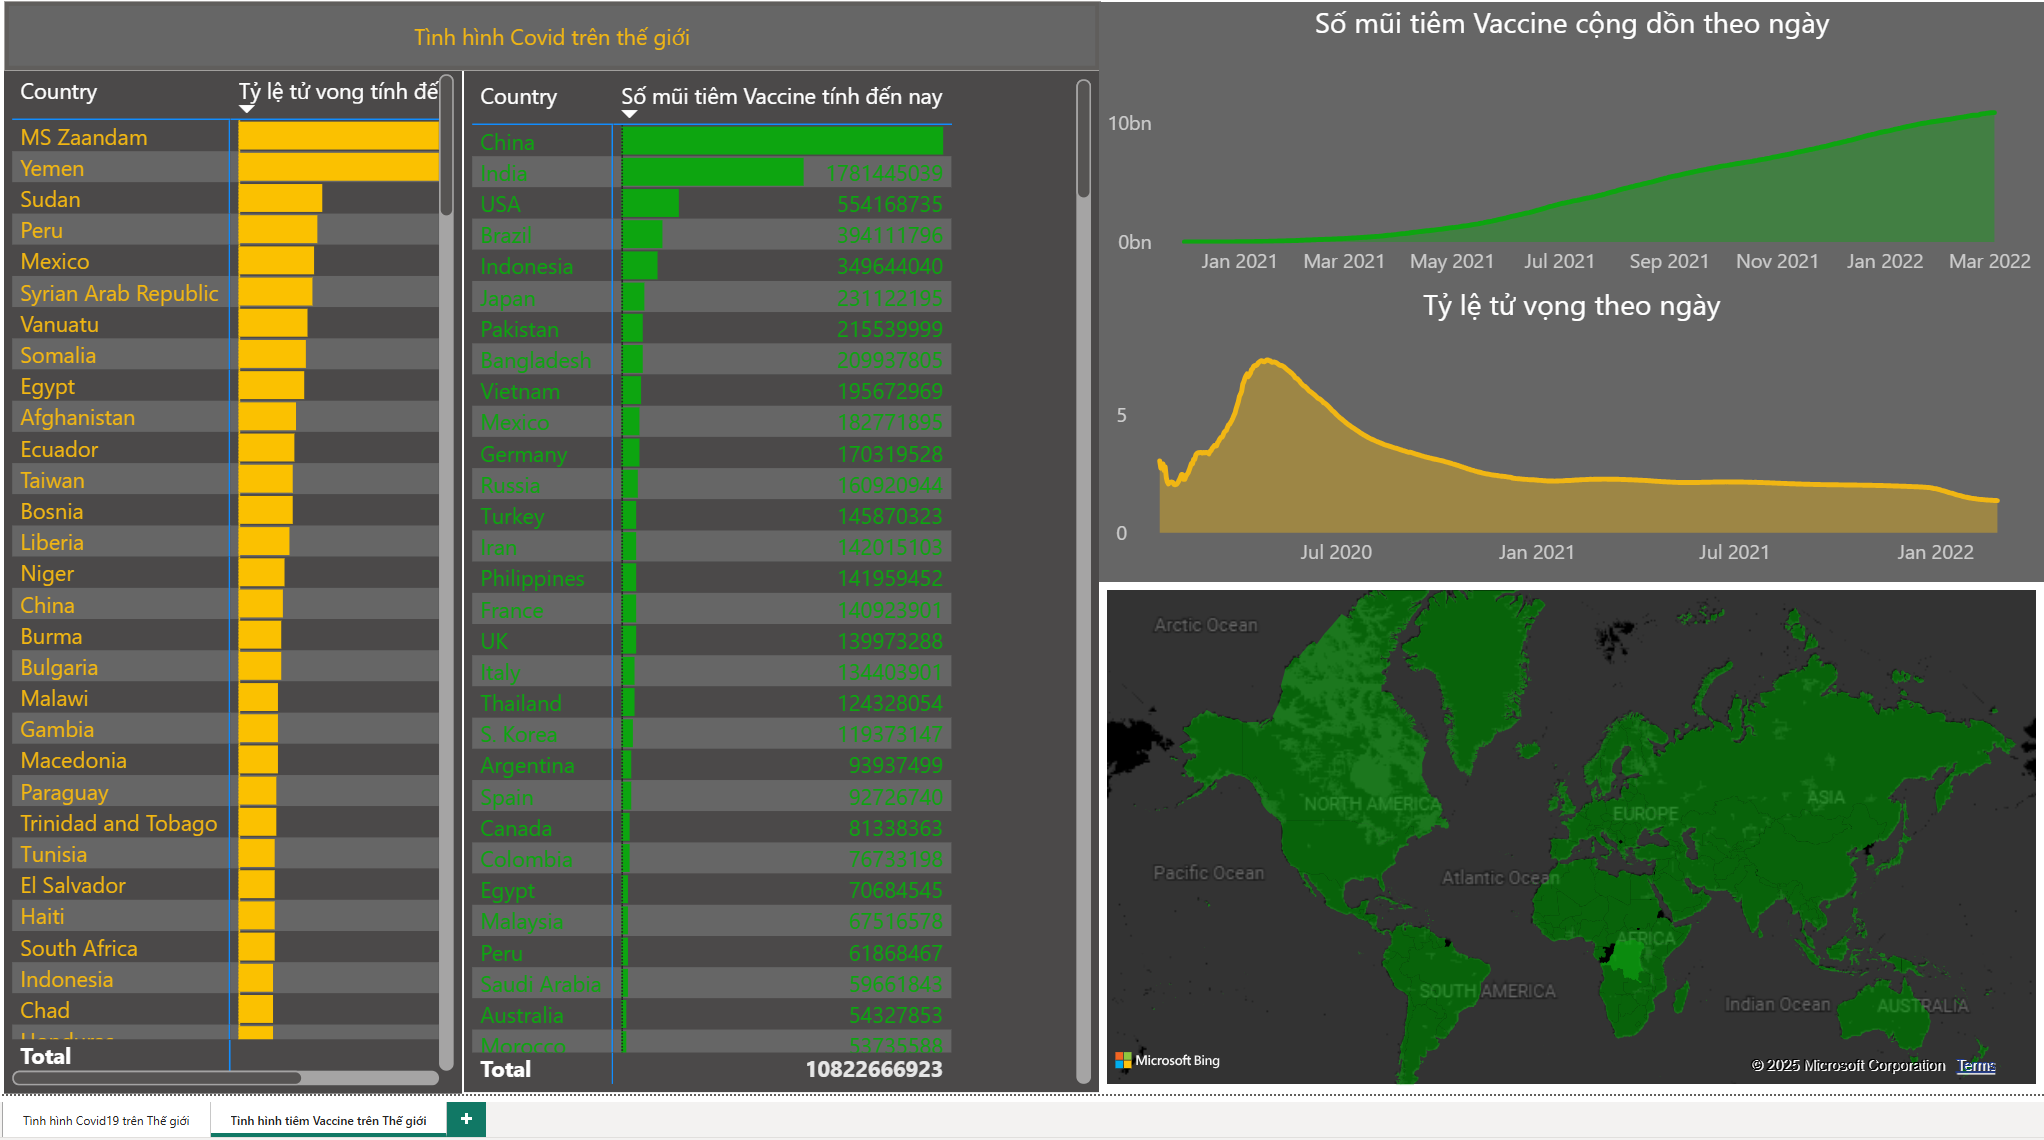 Tình hình Covid trên thế giới
Country
Tỷ lệ tử vong tính đế
MS Zaandam
Yemen
Sudan
Peru
Mexico
Syrian Arab Republic
Vanuatu
Somalia
Egypt
Afghanistan
Ecuador
Taiwan
Bosnia
Liberia
Niger
China
Burma
Bulgaria
Malawi
Gambia
Macedonia
Paraguay
Trinidad and Tobago
Tunisia
El Salvador
Haiti
South Africa
Indonesia
Chad
Honduras
Total
Country Số mũi tiêm Vaccine tính đến nay
China
India 1781445039
USA 554168735
Brazil 394111796
Indonesia 349644040
Japan 231122195
Pakistan 215539999
Bangladesh 209937805
Vietnam 195672969
Mexico 182771895
Germany 170319528
Russia 160920944
Turkey 145870323
Iran 142015103
Philippines 141959452
France 140923901
UK 139973288
Italy 134403901
Thailand 124328054
S. Korea 119373147
Argentina 93937499
Spain 92726740
Canada 81338363
Colombia 76733198
Egypt 70684545
Malaysia 67516578
Peru 61868467
Saudi Arabia 59661843
Australia 54327853
Morocco 53735588
Total 10822666923
Số mũi tiêm Vaccine cộng dồn theo ngày
10bn
0bn
Jan 2021 Mar 2021 May 2021 Jul 2021 Sep 2021 Nov 2021 Jan 2022 Mar 2022
Tỷ lệ tử vọng theo ngày
5
0
Jul 2020 Jan 2021 Jul 2021 Jan 2022
Arctic Ocean
NORTH AMERICA
EUROPE
ASIA
Pacific Ocean
Atlantic Ocean
AFRICA
SOUTH AMERICA
Indian Ocean
AUSTRALIA
Microsoft Bing
© 2025 Microsoft Corporation Terms
Tình hình Covid19 trên Thế giới
Tình hình tiêm Vaccine trên Thế giới
+